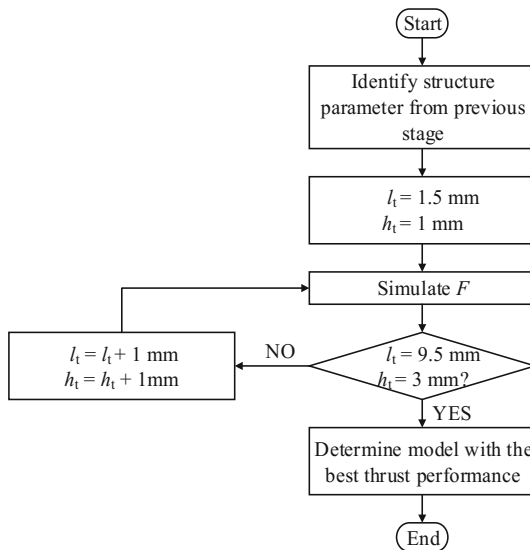 Start
Identify structure
parameter from previous
stage
lt = 1.5 mm
ht = 1 mm
Simulate F
lt = 9.5 mm
ht = 3 mm?
NO
lt = lt + 1 mm
ht = ht + 1mm
YES
Determine model with the
best thrust performance
End